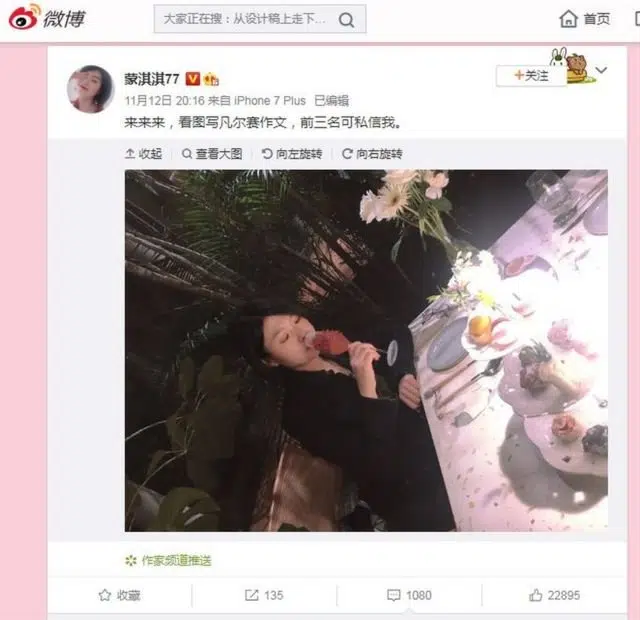 微博
大家正在搜：从设计稿上走下...
首页
蒙淇淇77
V
+关注
11月12日 20:16 来自 iPhone 7 Plus 已编辑
来来来，看图写凡尔赛作文，前三名可私信我。
收起 查看大图 向左旋转 向右旋转
作家频道推送
收藏 135 1080 22895